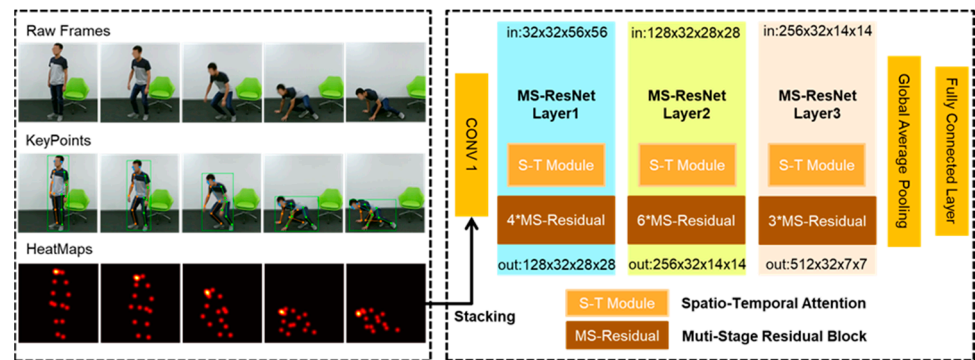 Raw Frames
KeyPoints
HeatMaps
Stacking
CONV 1
in:32x32x56x56
MS-ResNet
Layer1
S-T Module
4*MS-Residual
out:128x32x28x28
in:128x32x28x28
MS-ResNet
Layer2
S-T Module
6*MS-Residual
out:256x32x14x14
in:256x32x14x14
MS-ResNet
Layer3
S-T Module
3*MS-Residual
out:512x32x7x7
Global Average Pooling
Fully Connected Layer
S-T Module
Spatio-Temporal Attention
MS-Residual
Muti-Stage Residual Block